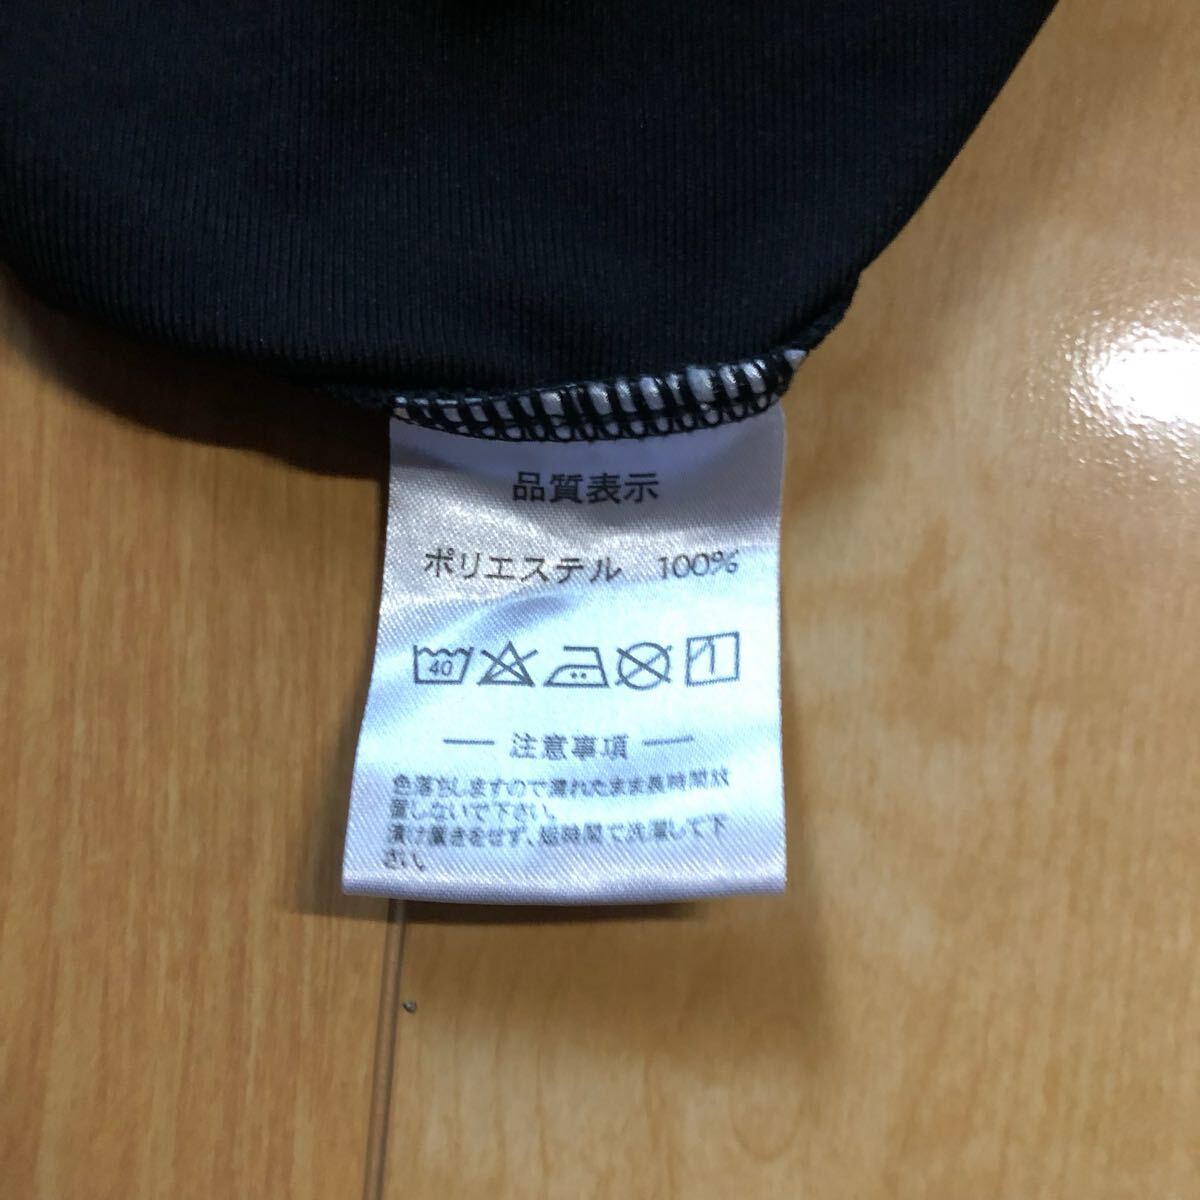 品質表示
ポリエステル 100%
40
注意事項
色落ちしますので濡れたまま長時間放
置しないで下さい。
漬け置きをせず、短時間で洗濯して下
さい。